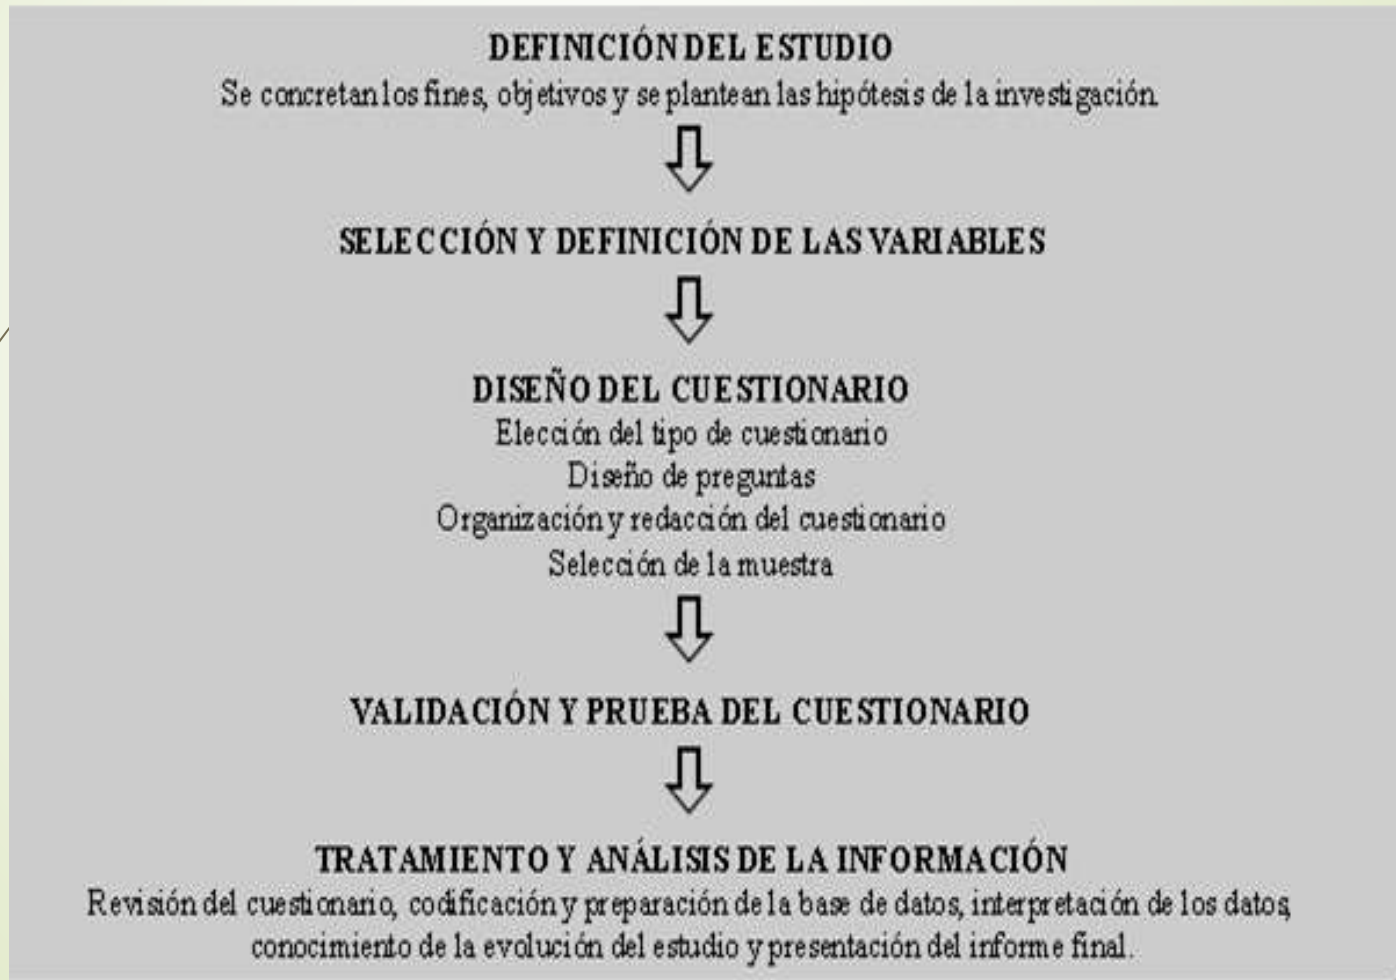 DEFINICIÓN DEL ESTUDIO
Se concretan los fines, objetivos y se plantean las hipótesis de la investigación.
SELECCIÓN Y DEFINICIÓN DE LAS VARIABLES
DISEÑO DEL CUESTIONARIO
Elección del tipo de cuestionario
Diseño de preguntas
Organización y redacción del cuestionario
Selección de la muestra
VALIDACIÓN Y PRUEBA DEL CUESTIONARIO
TRATAMIENTO Y ANÁLISIS DE LA INFORMACIÓN
Revisión del cuestionario, codificación y preparación de la base de datos, interpretación de los datos,
conocimiento de la evolución del estudio y presentación del informe final.